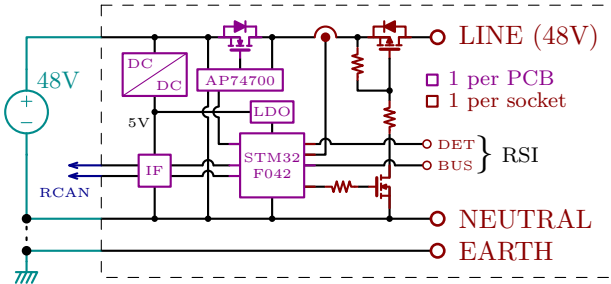 LINE (48V)
DC
DC
48V
AP74700
1 per PCB
1 per socket
LDO
5V
DET
STM32
F042
RSI
BUS
IF
RCAN
NEUTRAL
EARTH